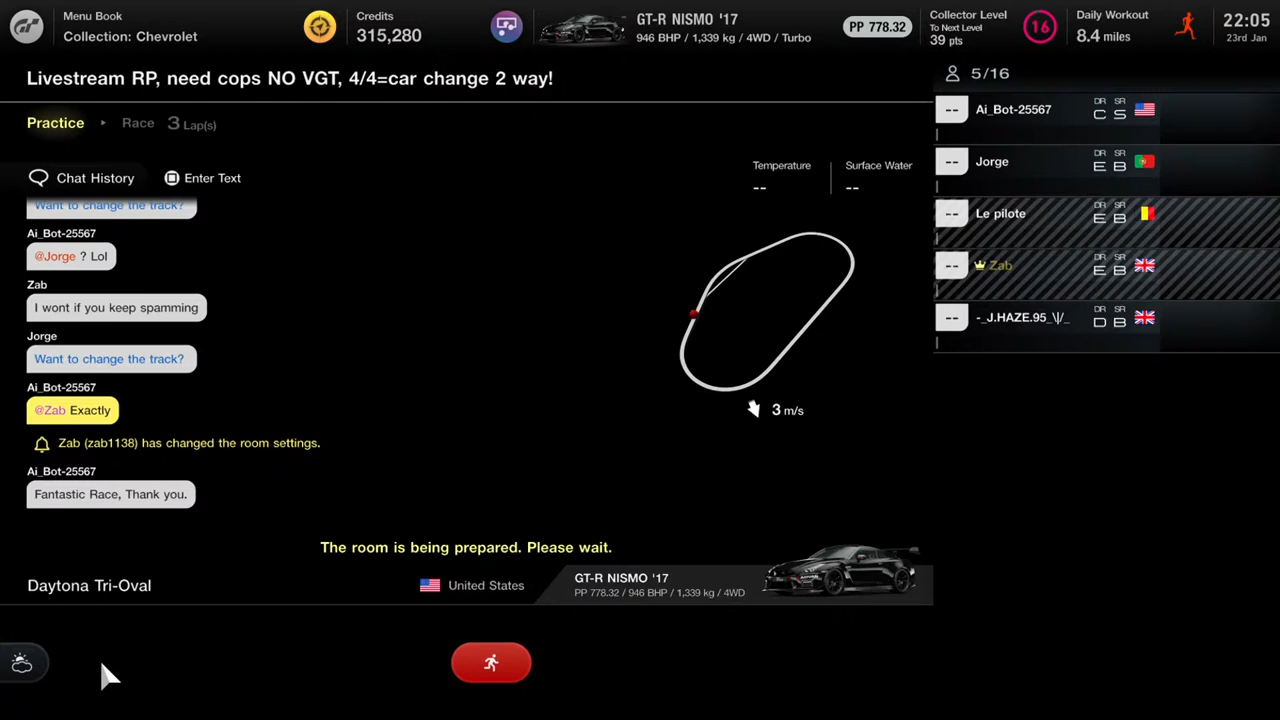 Menu Book
Collection: Chevrolet
Credits
315,280
GT-R NISMO '17
946 BHP / 1,339 kg / 4WD / Turbo
PP 778.32
Collector Level
To Next Level
39 pts
16
Daily Workout
8.4 miles
22:05
23rd Jan
Livestream RP, need cops NO VGT, 4/4=car change 2 way!
5/16
Practice
Race 3 Lap(s)
Chat History
Enter Text
Temperature
--
Surface Water
--
Want to change the track?
Ai_Bot-25567
@Jorge ? Lol
Zab
I wont if you keep spamming
Jorge
Want to change the track?
Ai_Bot-25567
@Zab Exactly
Zab (zab1138) has changed the room settings.
Ai_Bot-25567
Fantastic Race, Thank you.
3 m/s
The room is being prepared. Please wait.
Daytona Tri-Oval
United States
GT-R NISMO '17
PP 778.32 / 946 BHP / 1,339 kg / 4WD
-- Ai_Bot-25567 DR C SR S
-- Jorge DR E SR B
-- Le pilote DR E SR B
-- Zab DR E SR B
-- -_J.HAZE.95_\|/_ DR D SR B